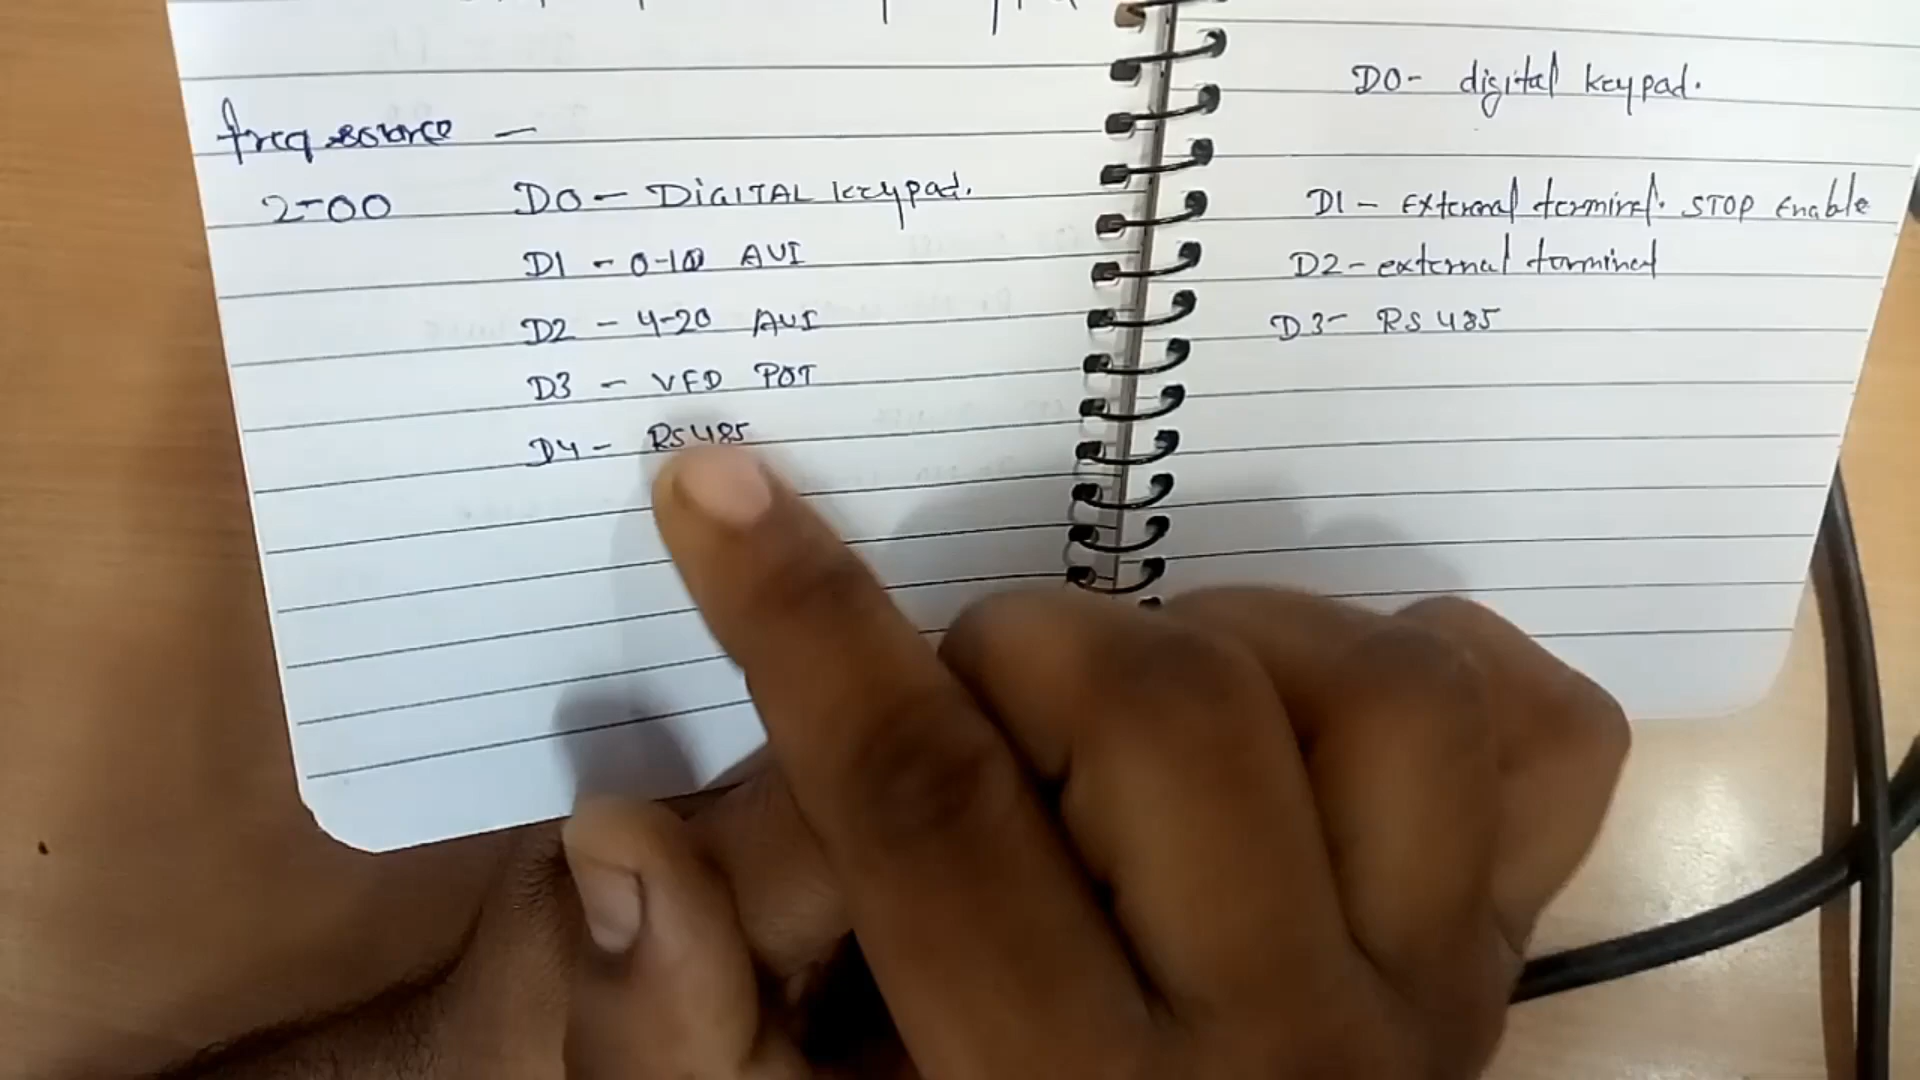 freq source -
2-00 D0 - DIGITAL keypad.
D1 - 0-10 AVI
D2 - 4-20 AVI
D3 - VFD POT
D4 - RS485
D0- digital keypad.
D1 - External terminal. STOP Enable
D2 - external terminal
D3- RS 485